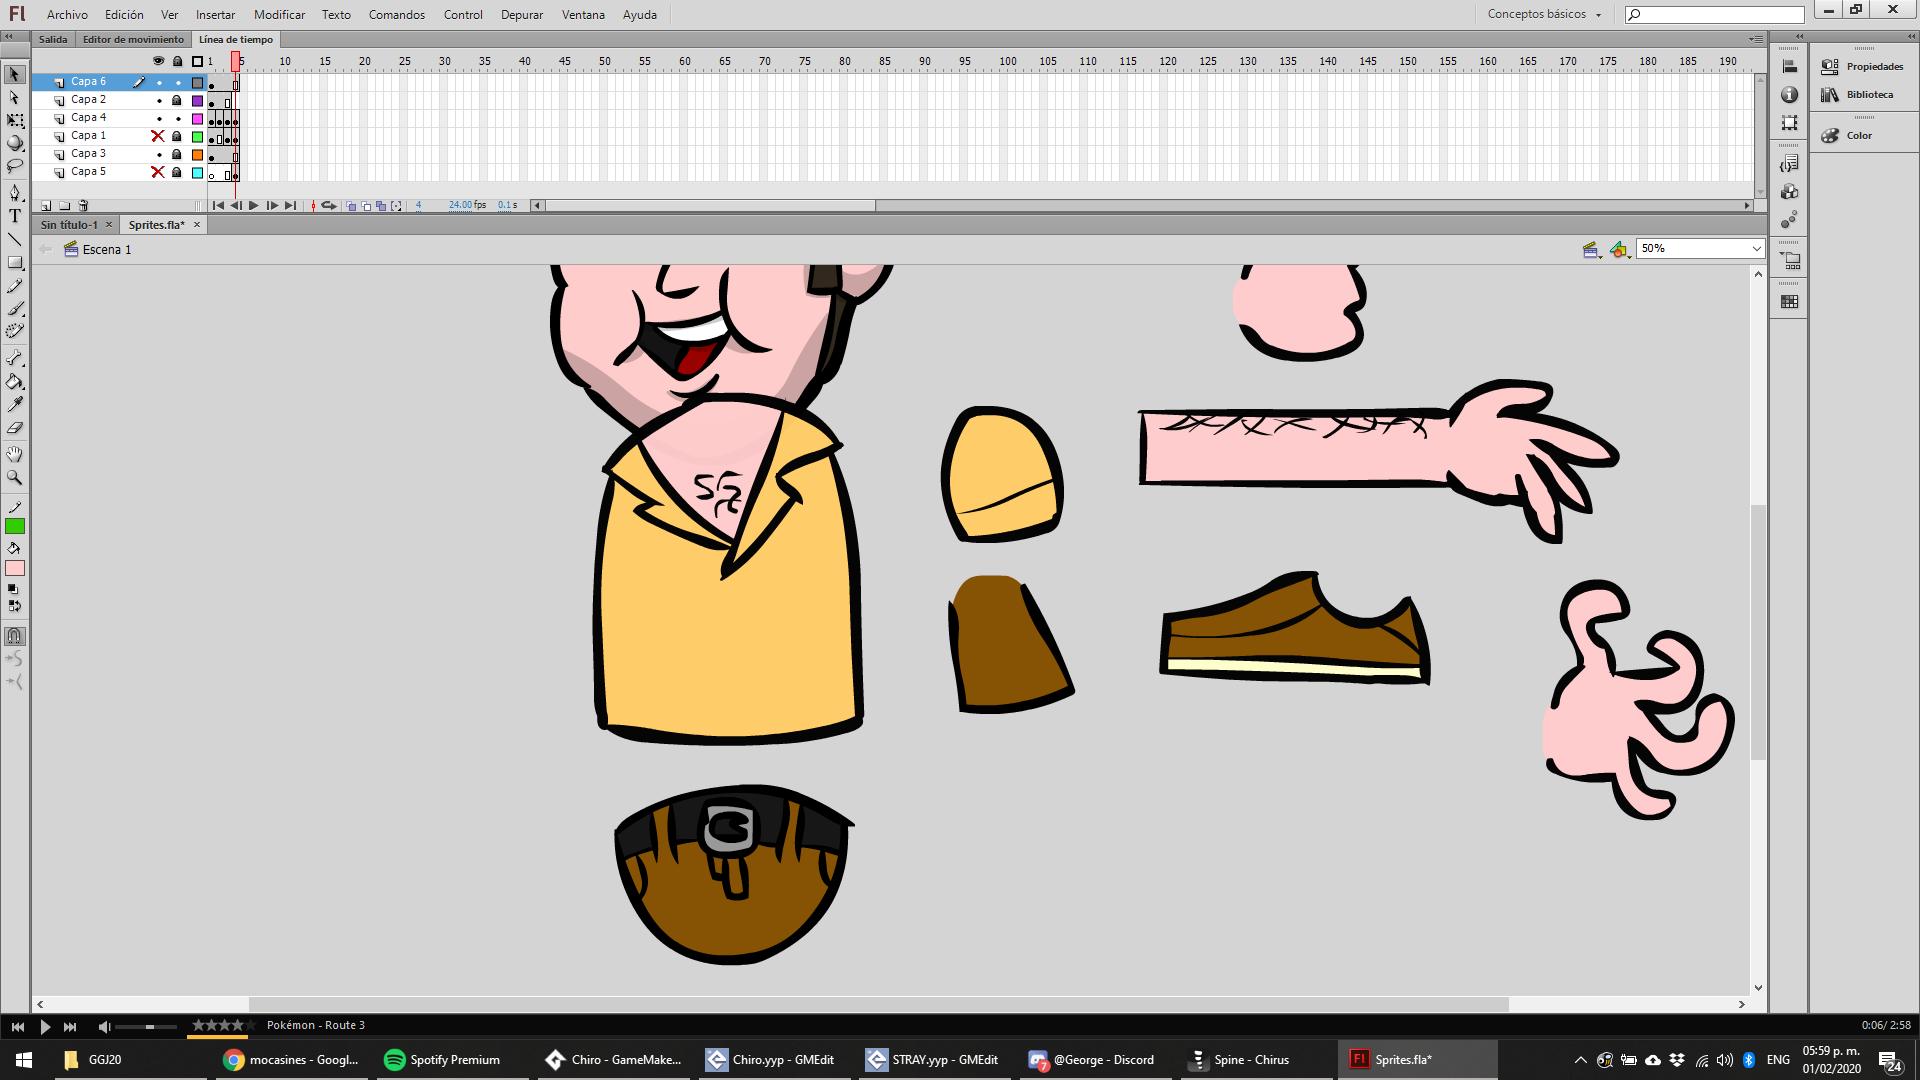 Fl Archivo Edición Ver Insertar Modificar Texto Comandos Control Depurar Ventana Ayuda Conceptos básicos
Salida Editor de movimiento Línea de tiempo
1 5 10 15 20 25 30 35 40 45 50 55 60 65 70 75 80 85 90 95 100 105 110 115 120 125 130 135 140 145 150 155 160 165 170 175 180 185 190
Capa 6
Capa 2
Capa 4
Capa 1
Capa 3
Capa 5
4 24.00 fps 0.1 s
Sin título-1 Sprites.fla*
Escena 1 50%
Propiedades
Biblioteca
Color
Pokémon - Route 3 0:06/ 2:58
GGJ20 mocasines - Googl... Spotify Premium Chiro - GameMake... Chiro.yyp - GMEdit STRAY.yyp - GMEdit @George - Discord Spine - Chirus Fl Sprites.fla* ENG 05:59 p. m.
01/02/2020
7
24